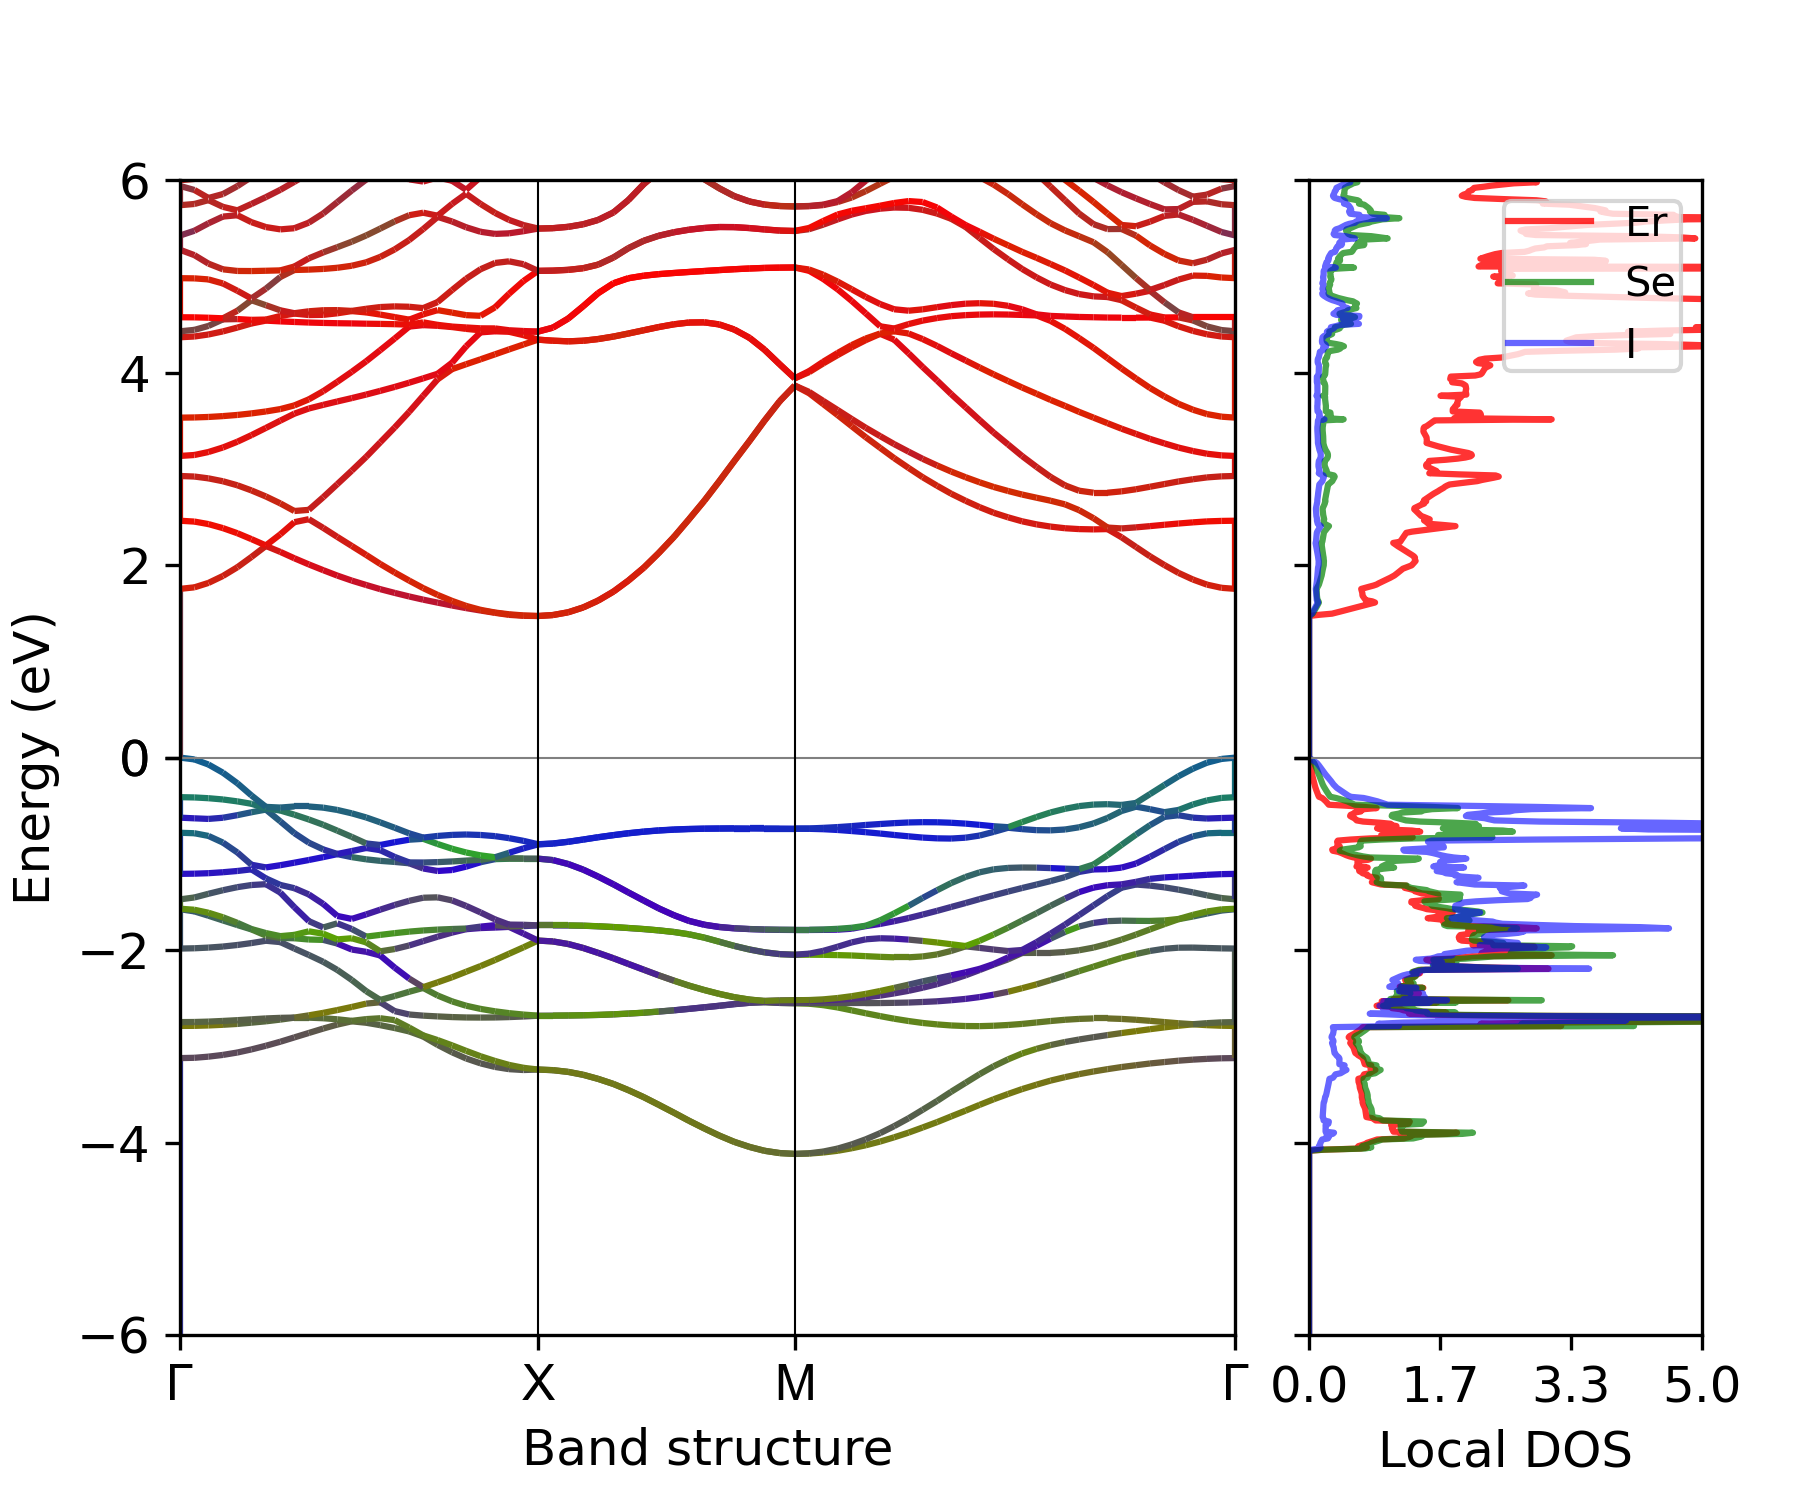 6
4
2
0
−2
−4
−6
Energy (eV)
Γ
X
M
Γ
Band structure
Er
Se
I
0.0
1.7
3.3
5.0
Local DOS